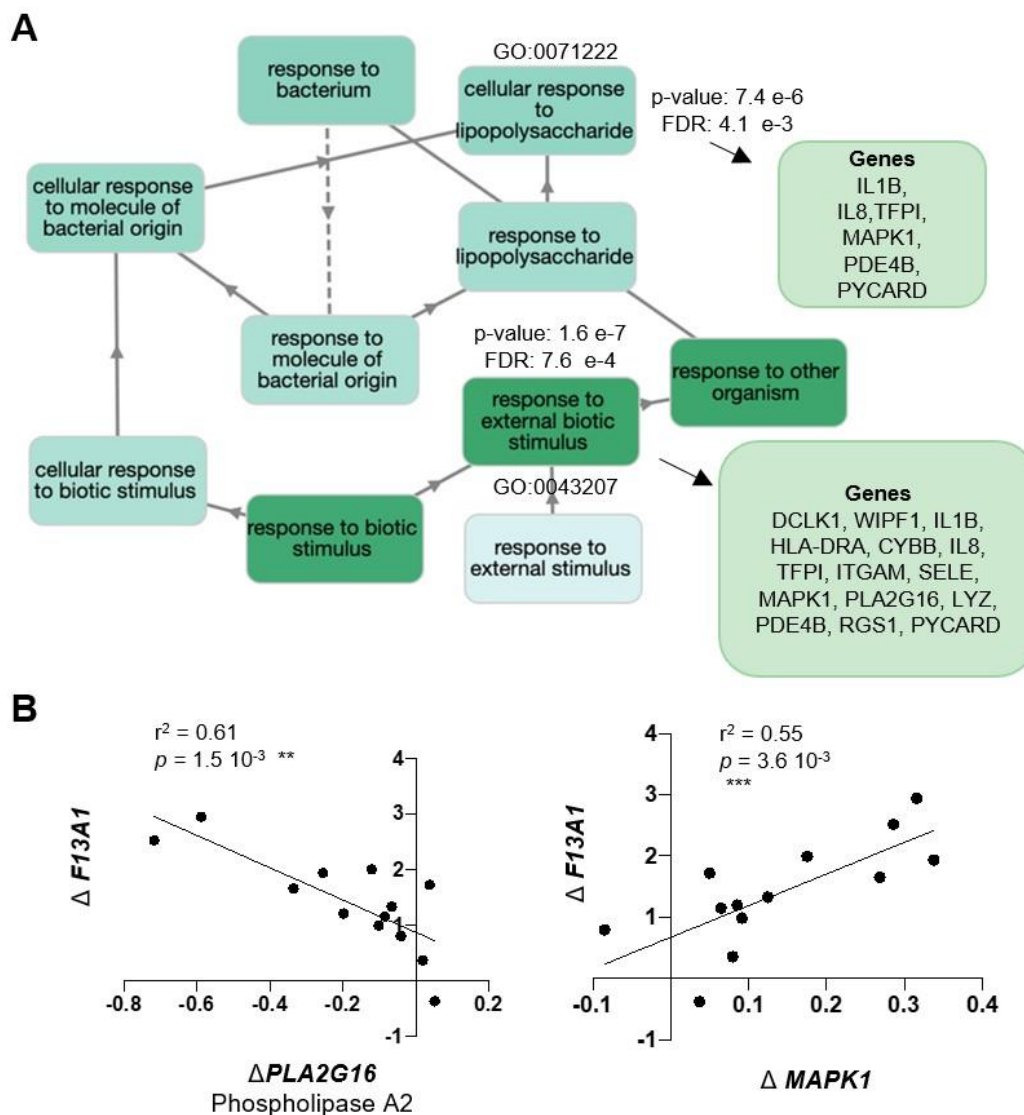 A
response to
bacterium
GO:0071222
cellular response
to
lipopolysaccharide
p-value: 7.4 e-6
FDR: 4.1 e-3
Genes
IL1B,
IL8,TFPI,
MAPK1,
PDE4B,
PYCARD
cellular response
to molecule of
bacterial origin
response to
lipopolysaccharide
response to
molecule of
bacterial origin
p-value: 1.6 e-7
FDR: 7.6 e-4
response to
external biotic
stimulus
response to other
organism
cellular response
to biotic stimulus
GO:0043207
response to
biotic stimulus
response to
external stimulus
Genes
DCLK1, WIPF1, IL1B,
HLA-DRA, CYBB, IL8,
TFPI, ITGAM, SELE,
MAPK1, PLA2G16, LYZ,
PDE4B, RGS1, PYCARD
B
r² = 0.61
p = 1.5 10⁻³ **
Δ F13A1
4
3
2
1
-1
-0.8 -0.6 -0.4 -0.2 0.2
ΔPLA2G16
Phospholipase A2
r² = 0.55
p = 3.6 10⁻³
***
Δ F13A1
4
3
2
1
-1
-0.1 0.1 0.2 0.3 0.4
Δ MAPK1